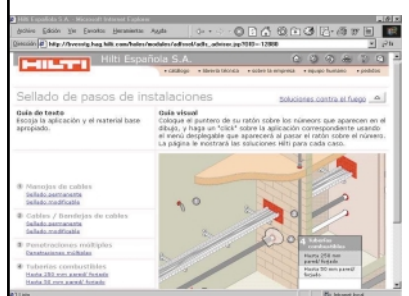 Hilti Española S.A. - Microsoft Internet Explorer
Archivo Edición Ver Favoritos Herramientas Ayuda
Dirección
HILTI
Hilti Española S.A.
• catálogo • librería técnica • sobre la empresa • equipo humano • pedidos
Sellado de pasos de instalaciones
Soluciones contra el fuego
Guía de texto
Escoja la aplicación y el material base
apropiado.
Guía visual
Coloque el puntero de su ratón sobre los números que aparecen en el
dibujo, y haga un "click" sobre la aplicación correspondiente usando
el menú desplegable que aparecerá al pasar el ratón sobre el número.
La página le mostrará las soluciones Hilti para cada caso.
Manojos de cables
Sellado permanente
Sellado modificable
Cables / Bandejas de cables
Sellado permanente
Sellado modificable
Penetraciones múltiples
Penetraciones múltiples
Tuberías combustibles
Hasta 250 mm
pared/ forjado
Hasta 50 mm pared/
forjado
4 Tuberías combustibles
Hasta 250 mm pared/ forjado
Hasta 50 mm pared/ forjado